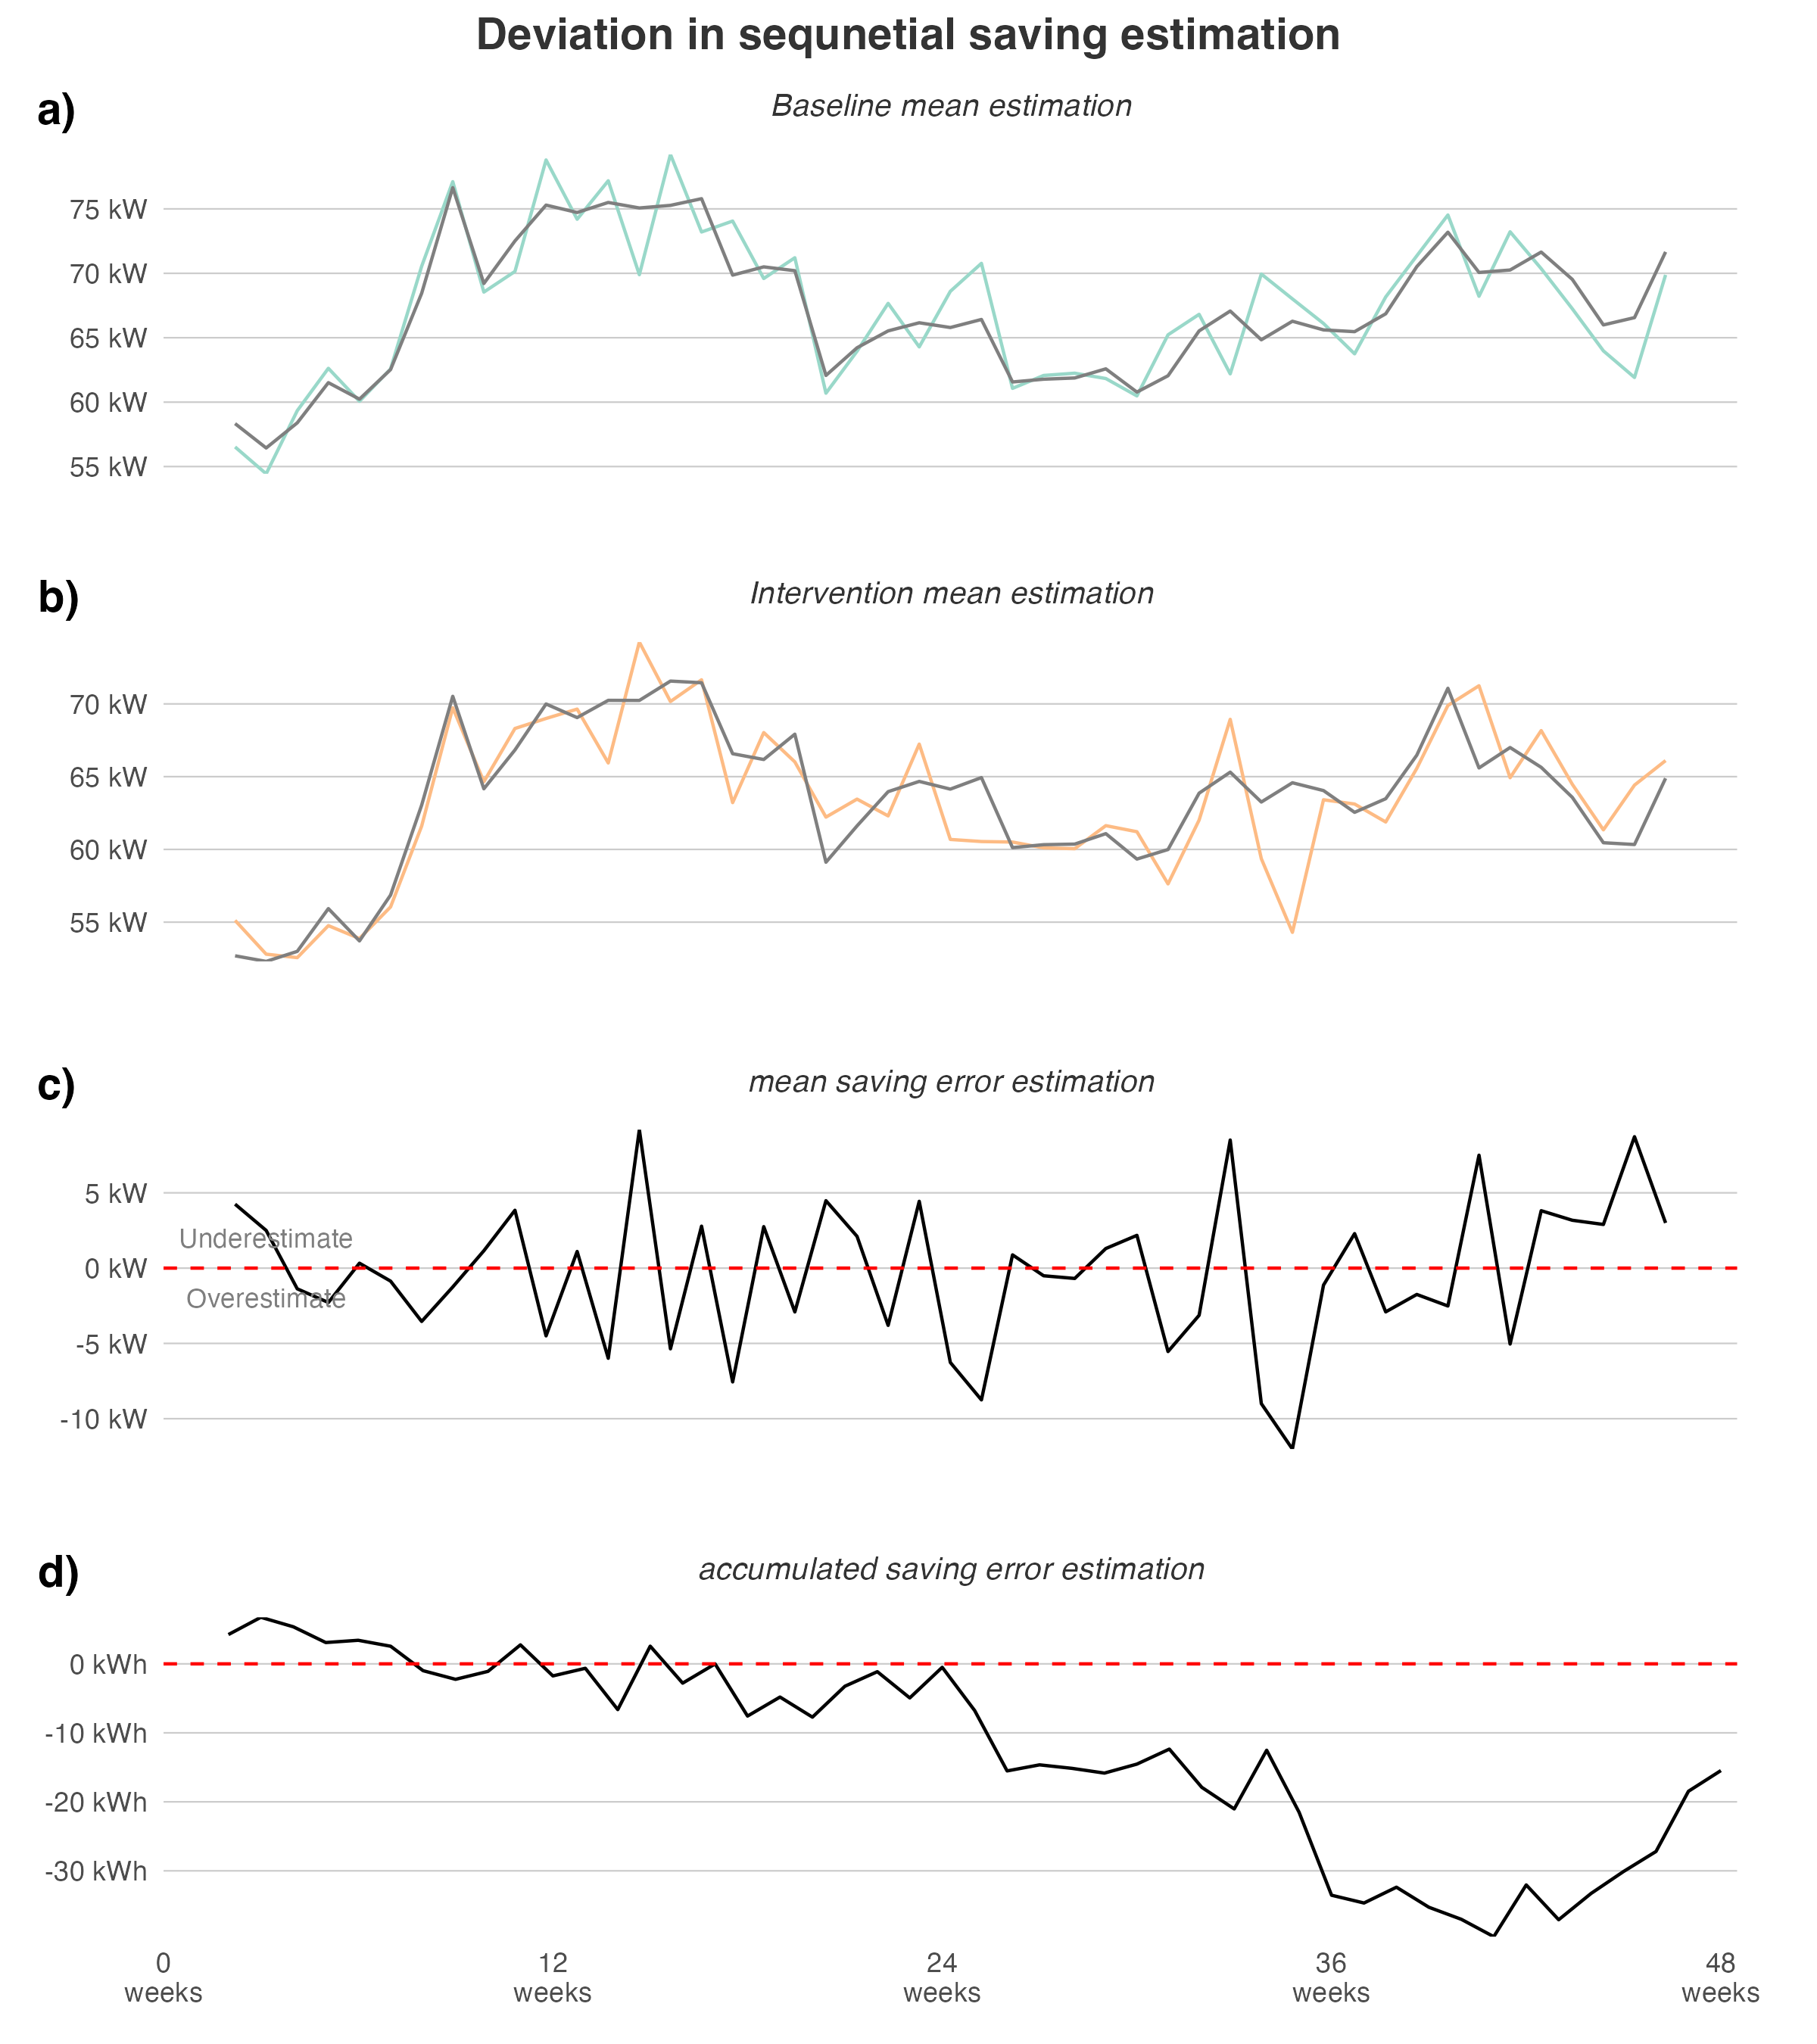 Deviation in sequnetial saving estimation
a)
Baseline mean estimation
75 kW
70 kW
65 kW
60 kW
55 kW
b)
Intervention mean estimation
70 kW
65 kW
60 kW
55 kW
c)
mean saving error estimation
5 kW
Underestimate
0 kW
Overestimate
-5 kW
-10 kW
d)
accumulated saving error estimation
0 kWh
-10 kWh
-20 kWh
-30 kWh
0 12 24 36 48
weeks weeks weeks weeks weeks